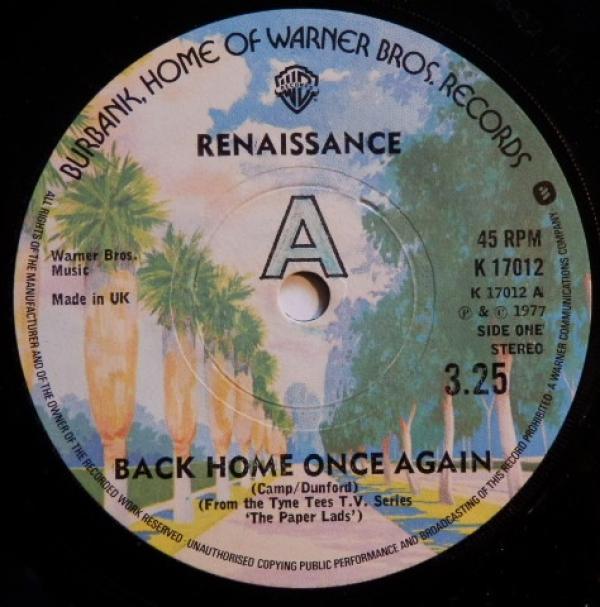 BURBANK, HOME OF WARNER BROS. RECORDS
RENAISSANCE
A
Warner Bros.
Music
Made in UK
45 RPM
K 17012
K 17012 A
Ⓟ & © 1977
SIDE ONE
STEREO
3.25
BACK HOME ONCE AGAIN
(Camp/Dunford)
(From the Tyne Tees T.V. Series
'The Paper Lads')
ALL RIGHTS OF THE MANUFACTURER AND OF THE OWNER OF THE RECORDED WORK RESERVED · UNAUTHORISED COPYING PUBLIC PERFORMANCE AND BROADCASTING OF THIS RECORD PROHIBITED · A WARNER COMMUNICATIONS COMPANY